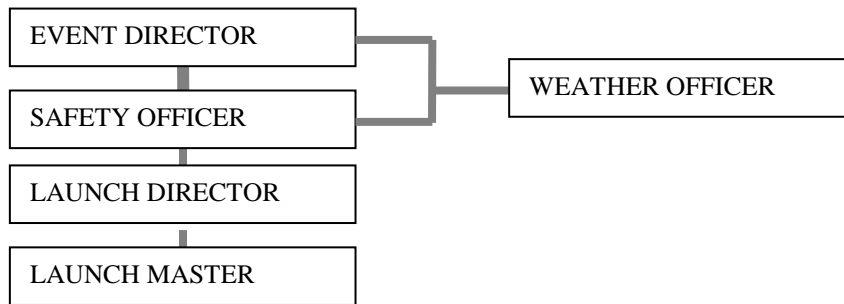 EVENT DIRECTOR
WEATHER OFFICER
SAFETY OFFICER
LAUNCH DIRECTOR
LAUNCH MASTER